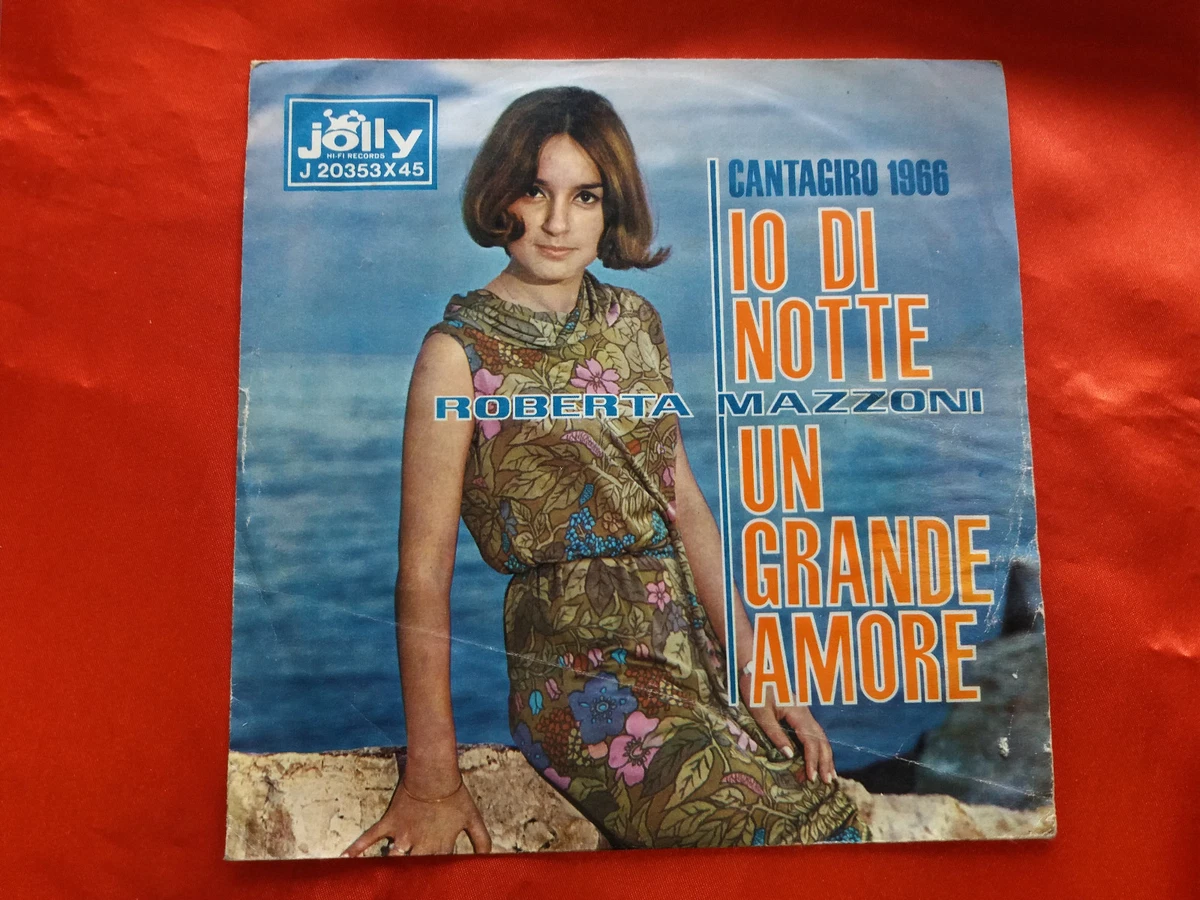 jolly
HI-FI RECORDS
J 20353X45
CANTAGIRO 1966
IO DI
NOTTE
ROBERTA MAZZONI
UN
GRANDE
AMORE